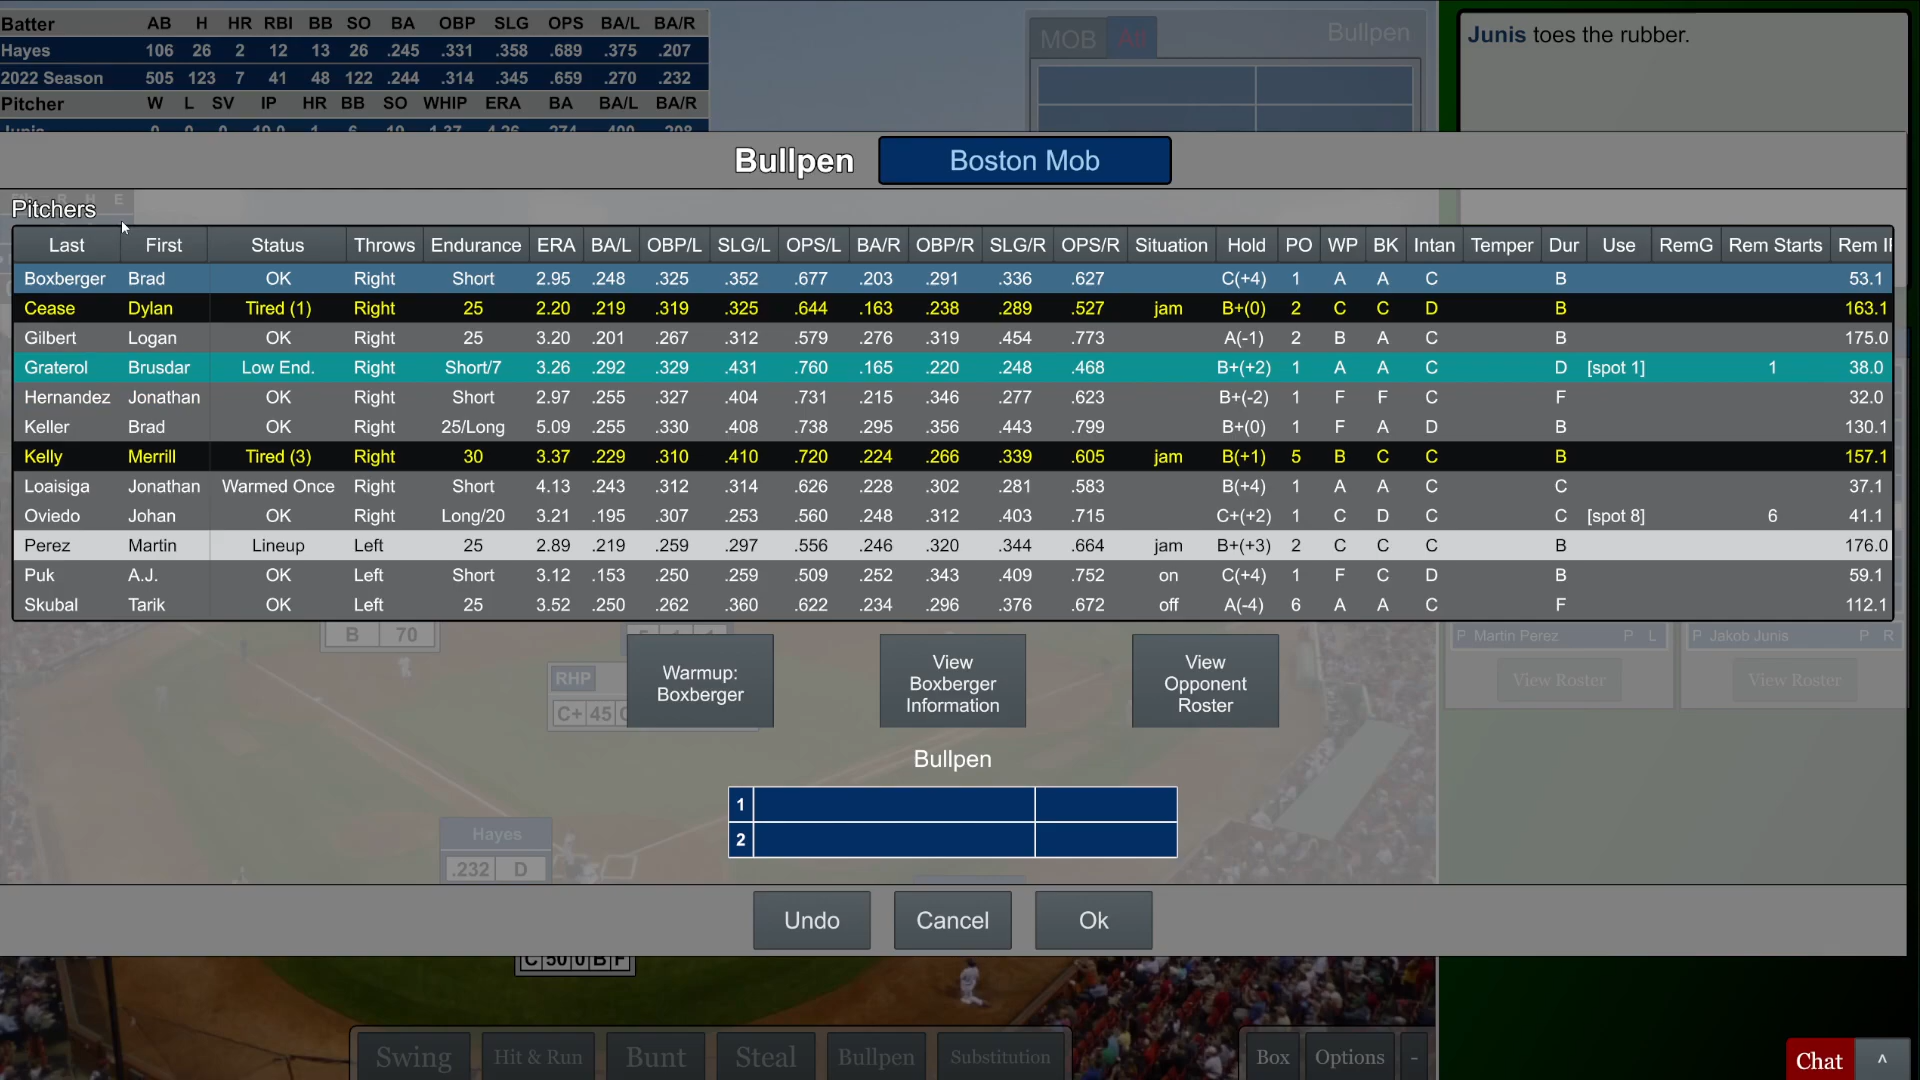 Batter AB H HR RBI BB SO BA OBP SLG OPS BA/L BA/R
Hayes 106 26 2 12 13 26 .245 .331 .358 .689 .375 .207
2022 Season 505 123 7 41 48 122 .244 .314 .345 .659 .270 .232
Pitcher W L SV IP HR BB SO WHIP ERA BA BA/L BA/R
MOB All Bullpen
Junis toes the rubber.
Bullpen Boston Mob
R H E
Pitchers
Last First Status Throws Endurance ERA BA/L OBP/L SLG/L OPS/L BA/R OBP/R SLG/R OPS/R Situation Hold PO WP BK Intan Temper Dur Use RemG Rem Starts Rem
Boxberger Brad OK Right Short 2.95 .248 .325 .352 .677 .203 .291 .336 .627 C(+4) 1 A A C B 53.1
Cease Dylan Tired (1) Right 25 2.20 .219 .319 .325 .644 .163 .238 .289 .527 jam B+(0) 2 C C D B 163.1
Gilbert Logan OK Right 25 3.20 .201 .267 .312 .579 .276 .319 .454 .773 A(-1) 2 B A C B 175.0
Graterol Brusdar Low End. Right Short/7 3.26 .292 .329 .431 .760 .165 .220 .248 .468 B+(+2) 1 A A C D [spot 1] 1 38.0
Hernandez Jonathan OK Right Short 2.97 .255 .327 .404 .731 .215 .346 .277 .623 B+(-2) 1 F F C F 32.0
Keller Brad OK Right 25/Long 5.09 .255 .330 .408 .738 .295 .356 .443 .799 B+(0) 1 F A D B 130.1
Kelly Merrill Tired (3) Right 30 3.37 .229 .310 .410 .720 .224 .266 .339 .605 jam B(+1) 5 B C C B 157.1
Loaisiga Jonathan Warmed Once Right Short 4.13 .243 .312 .314 .626 .228 .302 .281 .583 B(+4) 1 A A C C 37.1
Oviedo Johan OK Right Long/20 3.21 .195 .307 .253 .560 .248 .312 .403 .715 C+(+2) 1 C D C C [spot 8] 6 41.1
Perez Martin Lineup Left 25 2.89 .219 .259 .297 .556 .246 .320 .344 .664 jam B+(+3) 2 C C C B 176.0
Puk A.J. OK Left Short 3.12 .153 .250 .259 .509 .252 .343 .409 .752 on C(+4) 1 F C D B 59.1
Skubal Tarik OK Left 25 3.52 .250 .262 .360 .622 .234 .296 .376 .672 off A(-4) 6 A A C F 112.1
B 70
P Martin Perez P L P Jakob Junis P R
View Roster View Roster
RHP
C+ 45
Warmup:
Boxberger
View
Boxberger
Information
View
Opponent
Roster
Bullpen
1
2
Hayes
.232 D
Undo Cancel Ok
C 50 0 B F
Swing Hit & Run Bunt Steal Bullpen Substitution Box Options -
Chat ^